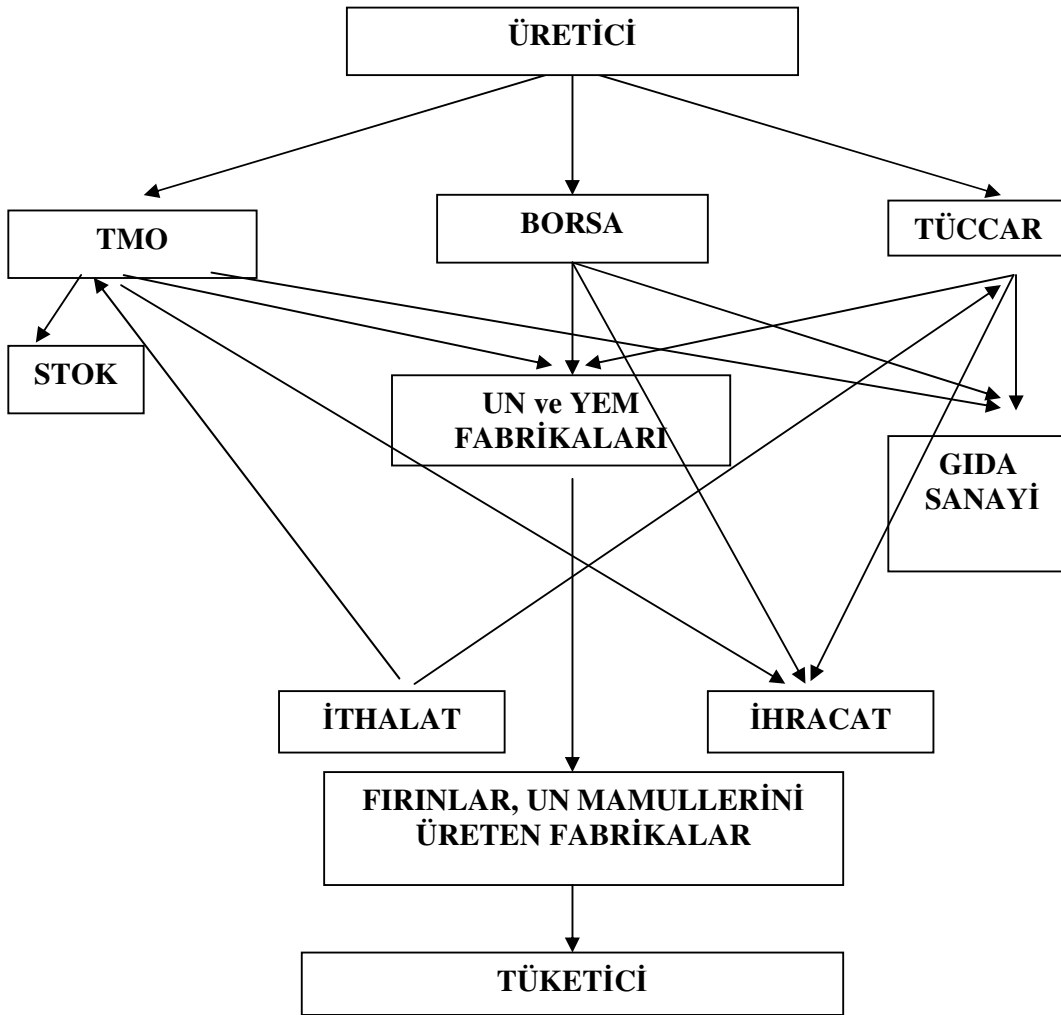 ÜRETİCİ
TMO
BORSA
TÜCCAR
STOK
UN ve YEM
FABRİKALARI
GIDA
SANAYİ
İTHALAT
İHRACAT
FIRINLAR, UN MAMULLERİNİ
ÜRETEN FABRİKALAR
TÜKETİCİ